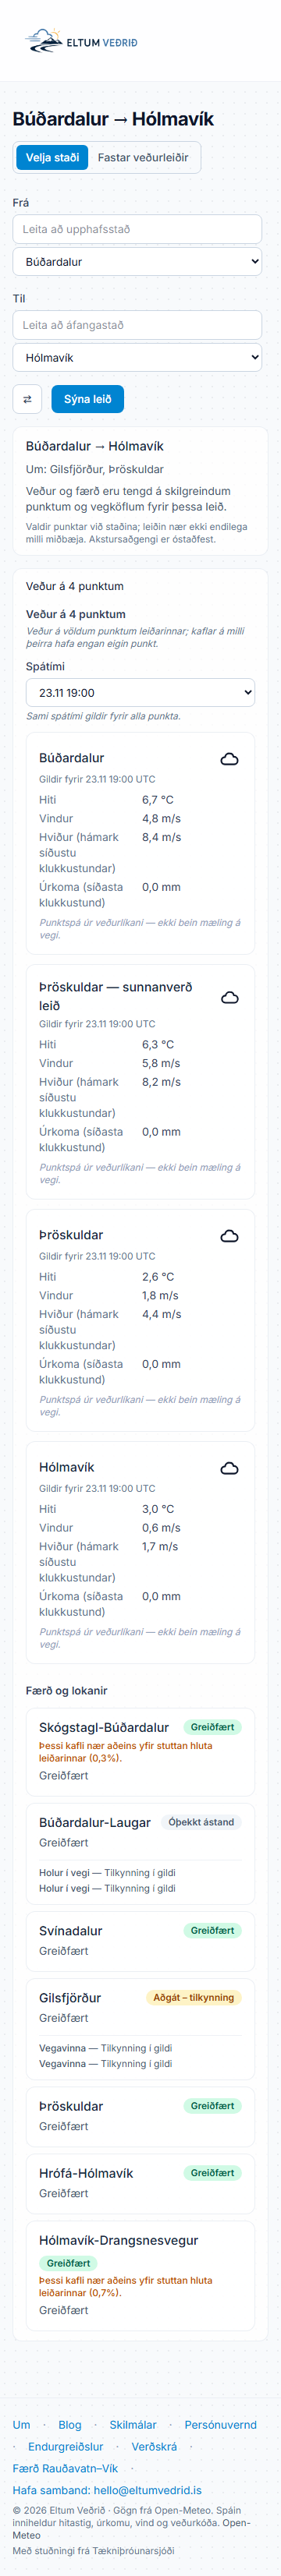 ELTUM VEÐRIÐ
Búðardalur → Hólmavík
Velja staði
Fastar veðurleiðir
Frá
Leita að upphafsstað
Búðardalur
Til
Leita að áfangastað
Hólmavík
⇄
Sýna leið
Búðardalur → Hólmavík
Um: Gilsfjörður, Þröskuldar
Veður og færð eru tengd á skilgreindum
punktum og vegköflum fyrir þessa leið.
Valdir punktar við staðina; leiðin nær ekki endilega
milli miðbæja. Akstursaðgengi er óstaðfest.
Veður á 4 punktum
Veður á 4 punktum
Veður á völdum punktum leiðarinnar; kaflar á milli
þeirra hafa engan eigin punkt.
Spátími
23.11 19:00
Sami spátími gildir fyrir alla punkta.
Búðardalur
Gildir fyrir 23.11 19:00 UTC
Hiti 6,7 °C
Vindur 4,8 m/s
Hviður (hámark 8,4 m/s
síðustu
klukkustundar)
Úrkoma (síðasta 0,0 mm
klukkustund)
Punktspá úr veðurlíkani — ekki bein mæling á
vegi.
Þröskuldar — sunnanverð
leið
Gildir fyrir 23.11 19:00 UTC
Hiti 6,3 °C
Vindur 5,8 m/s
Hviður (hámark 8,2 m/s
síðustu
klukkustundar)
Úrkoma (síðasta 0,0 mm
klukkustund)
Punktspá úr veðurlíkani — ekki bein mæling á
vegi.
Þröskuldar
Gildir fyrir 23.11 19:00 UTC
Hiti 2,6 °C
Vindur 1,8 m/s
Hviður (hámark 4,4 m/s
síðustu
klukkustundar)
Úrkoma (síðasta 0,0 mm
klukkustund)
Punktspá úr veðurlíkani — ekki bein mæling á
vegi.
Hólmavík
Gildir fyrir 23.11 19:00 UTC
Hiti 3,0 °C
Vindur 0,6 m/s
Hviður (hámark 1,7 m/s
síðustu
klukkustundar)
Úrkoma (síðasta 0,0 mm
klukkustund)
Punktspá úr veðurlíkani — ekki bein mæling á
vegi.
Færð og lokanir
Skógstagl-Búðardalur Greiðfært
Þessi kafli nær aðeins yfir stuttan hluta
leiðarinnar (0,3%).
Greiðfært
Búðardalur-Laugar Óþekkt ástand
Greiðfært
Holur í vegi — Tilkynning í gildi
Holur í vegi — Tilkynning í gildi
Svínadalur Greiðfært
Greiðfært
Gilsfjörður Aðgát – tilkynning
Greiðfært
Vegavinna — Tilkynning í gildi
Vegavinna — Tilkynning í gildi
Þröskuldar Greiðfært
Greiðfært
Hrófá-Hólmavík Greiðfært
Greiðfært
Hólmavík-Drangsnesvegur
Greiðfært
Þessi kafli nær aðeins yfir stuttan hluta
leiðarinnar (0,7%).
Greiðfært
Um · Blog · Skilmálar · Persónuvernd
· Endurgreiðslur · Verðskrá ·
Færð Rauðavatn–Vík ·
Hafa samband: hello@eltumvedrid.is
© 2026 Eltum Veðrið · Gögn frá Open-Meteo. Spáin
inniheldur hitastig, úrkomu, vind og veðurkóða. Open-
Meteo
Með stuðningi frá Tækniþróunarsjóði